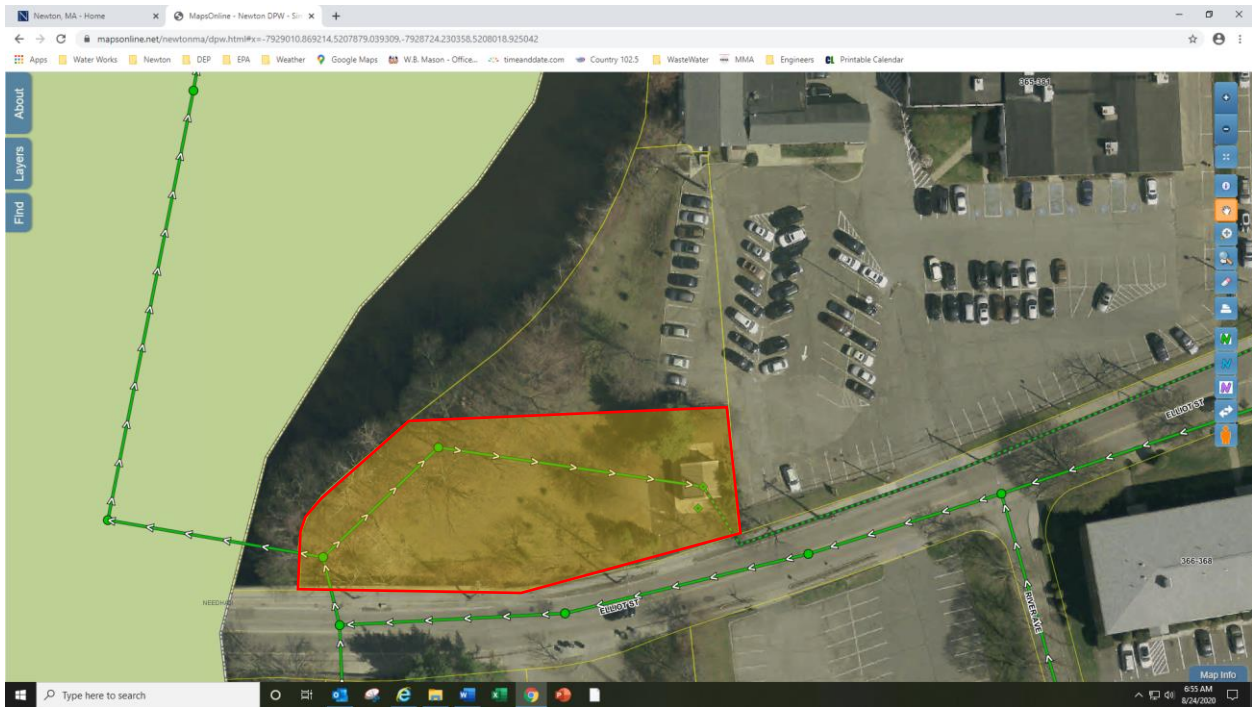 Newton, MA - Home
MapsOnline - Newton DPW - Sim
mapsonline.net/newtonma/dpw.html#x=-7929010.869214,5207879.039309,-7928724.230358,5208018.925042
Apps Water Works Newton DEP EPA Weather Google Maps W.B. Mason - Office... timeanddate.com Country 102.5 WasteWater MMA Engineers Printable Calendar
About
Layers
Find
365-381
ELLIOT ST
366-368
RIVER AVE
ELLIOT ST
Map Info
Type here to search
6:55 AM
8/24/2020